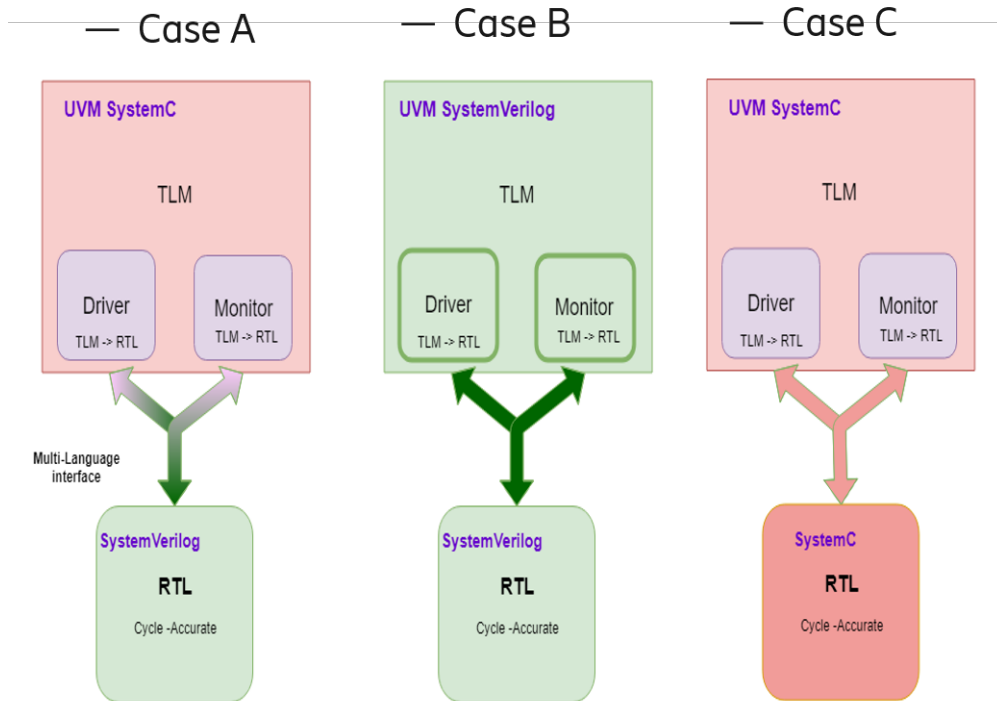 — Case A
— Case B
— Case C
UVM SystemC
TLM
Driver
TLM -> RTL
Monitor
TLM -> RTL
Multi-Language
interface
SystemVerilog
RTL
Cycle -Accurate
UVM SystemVerilog
TLM
Driver
TLM -> RTL
Monitor
TLM -> RTL
SystemVerilog
RTL
Cycle -Accurate
UVM SystemC
TLM
Driver
TLM -> RTL
Monitor
TLM -> RTL
SystemC
RTL
Cycle -Accurate